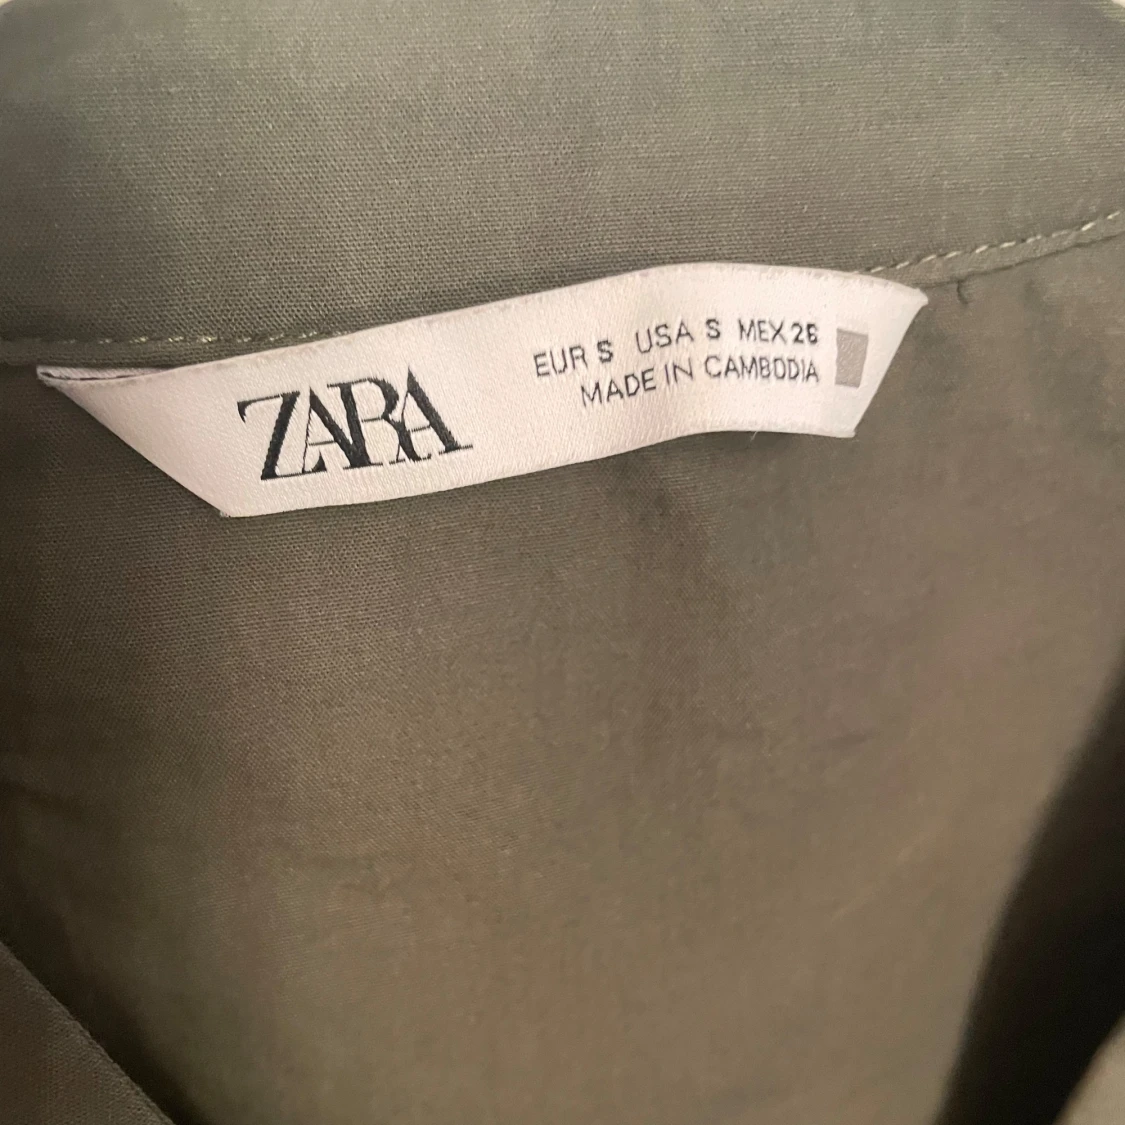 ZARA
EUR S USA S MEX 26
MADE IN CAMBODIA